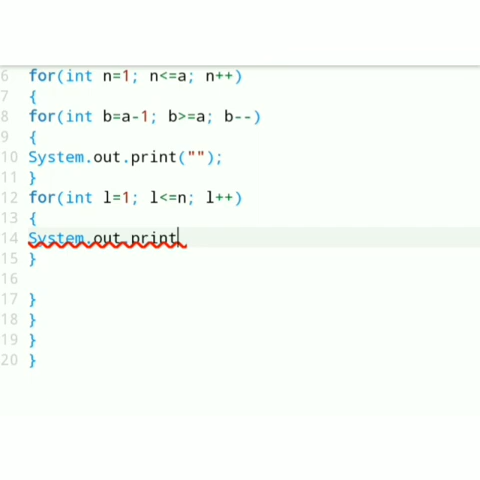 6 for(int n=1; n<=a; n++)
7 {
8 for(int b=a-1; b>=a; b--)
9 {
10 System.out.print("");
11 }
12 for(int l=1; l<=n; l++)
13 {
14 System.out.print
15 }
16
17 }
18 }
19 }
20 }